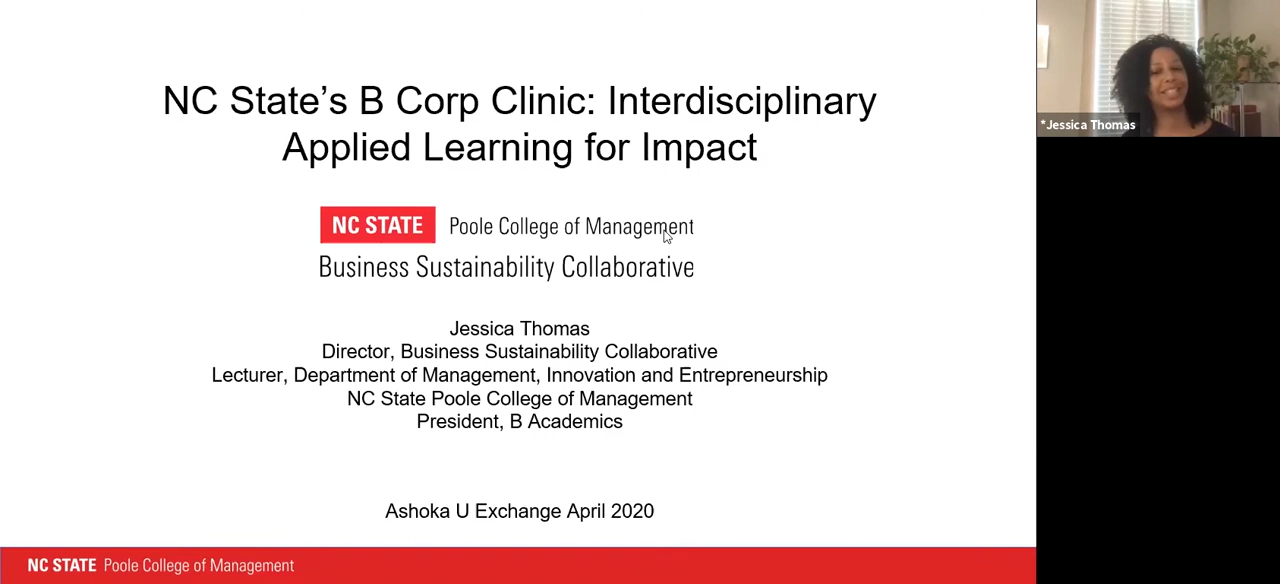 NC State’s B Corp Clinic: Interdisciplinary
Applied Learning for Impact
NC STATE Poole College of Management
Business Sustainability Collaborative
Jessica Thomas
Director, Business Sustainability Collaborative
Lecturer, Department of Management, Innovation and Entrepreneurship
NC State Poole College of Management
President, B Academics
Ashoka U Exchange April 2020
NC STATE Poole College of Management
*Jessica Thomas